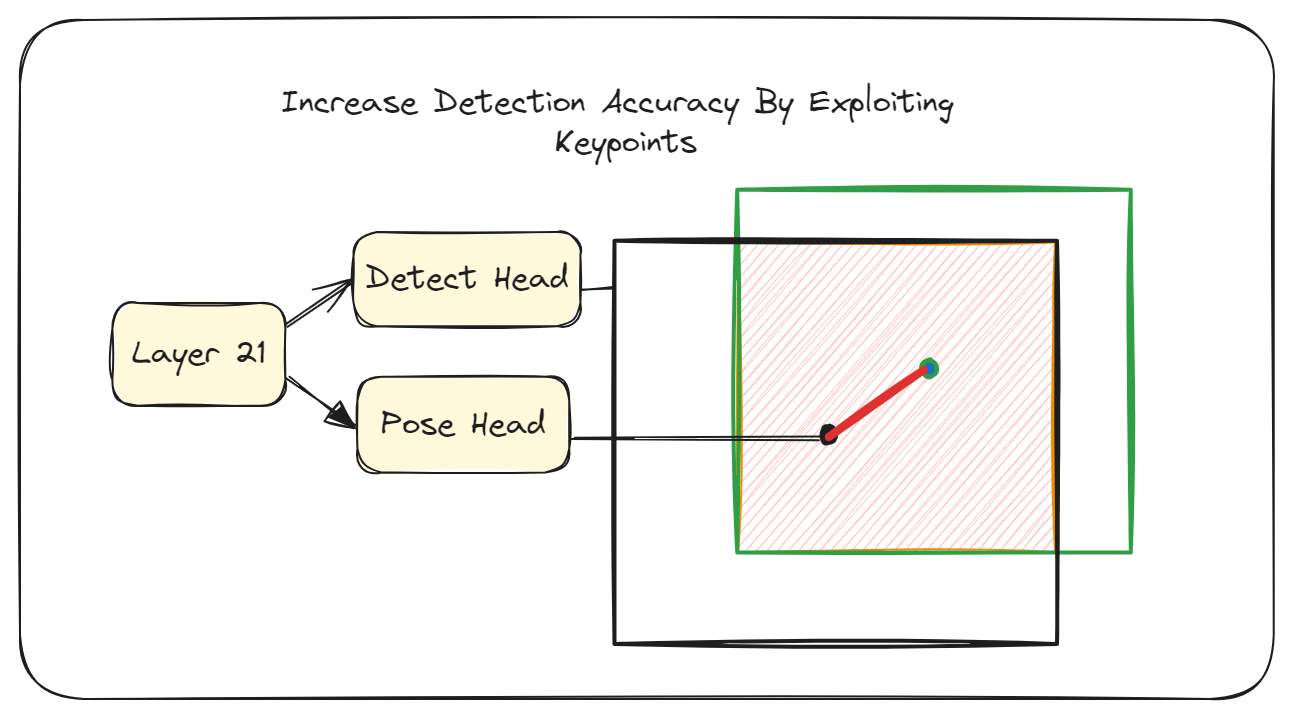 Increase Detection Accuracy By Exploiting
Keypoints
Detect Head
Layer 21
Pose Head